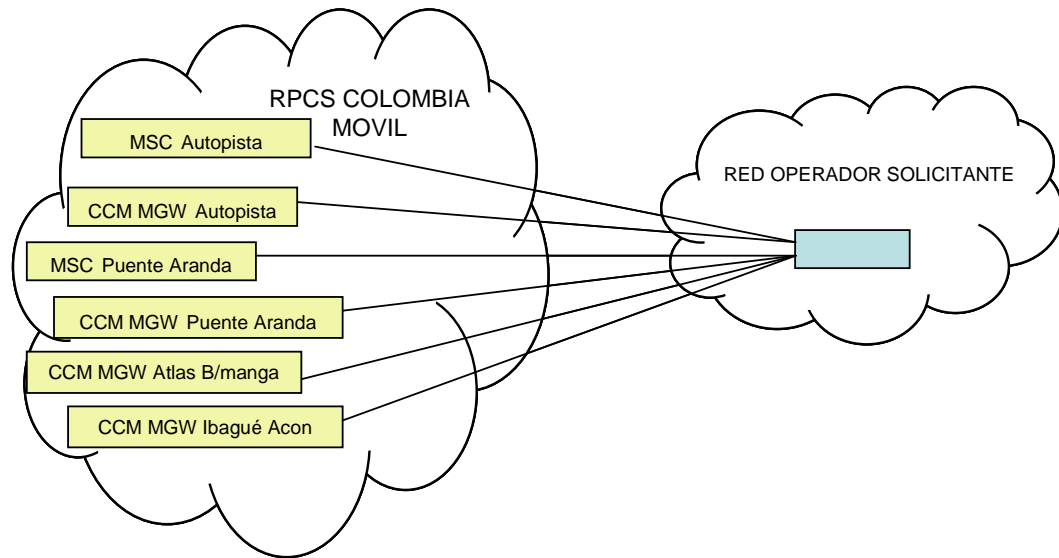 RPCS COLOMBIA
MOVIL
MSC Autopista
CCM MGW Autopista
MSC Puente Aranda
CCM MGW Puente Aranda
CCM MGW Atlas B/manga
CCM MGW Ibagué Acon
RED OPERADOR SOLICITANTE